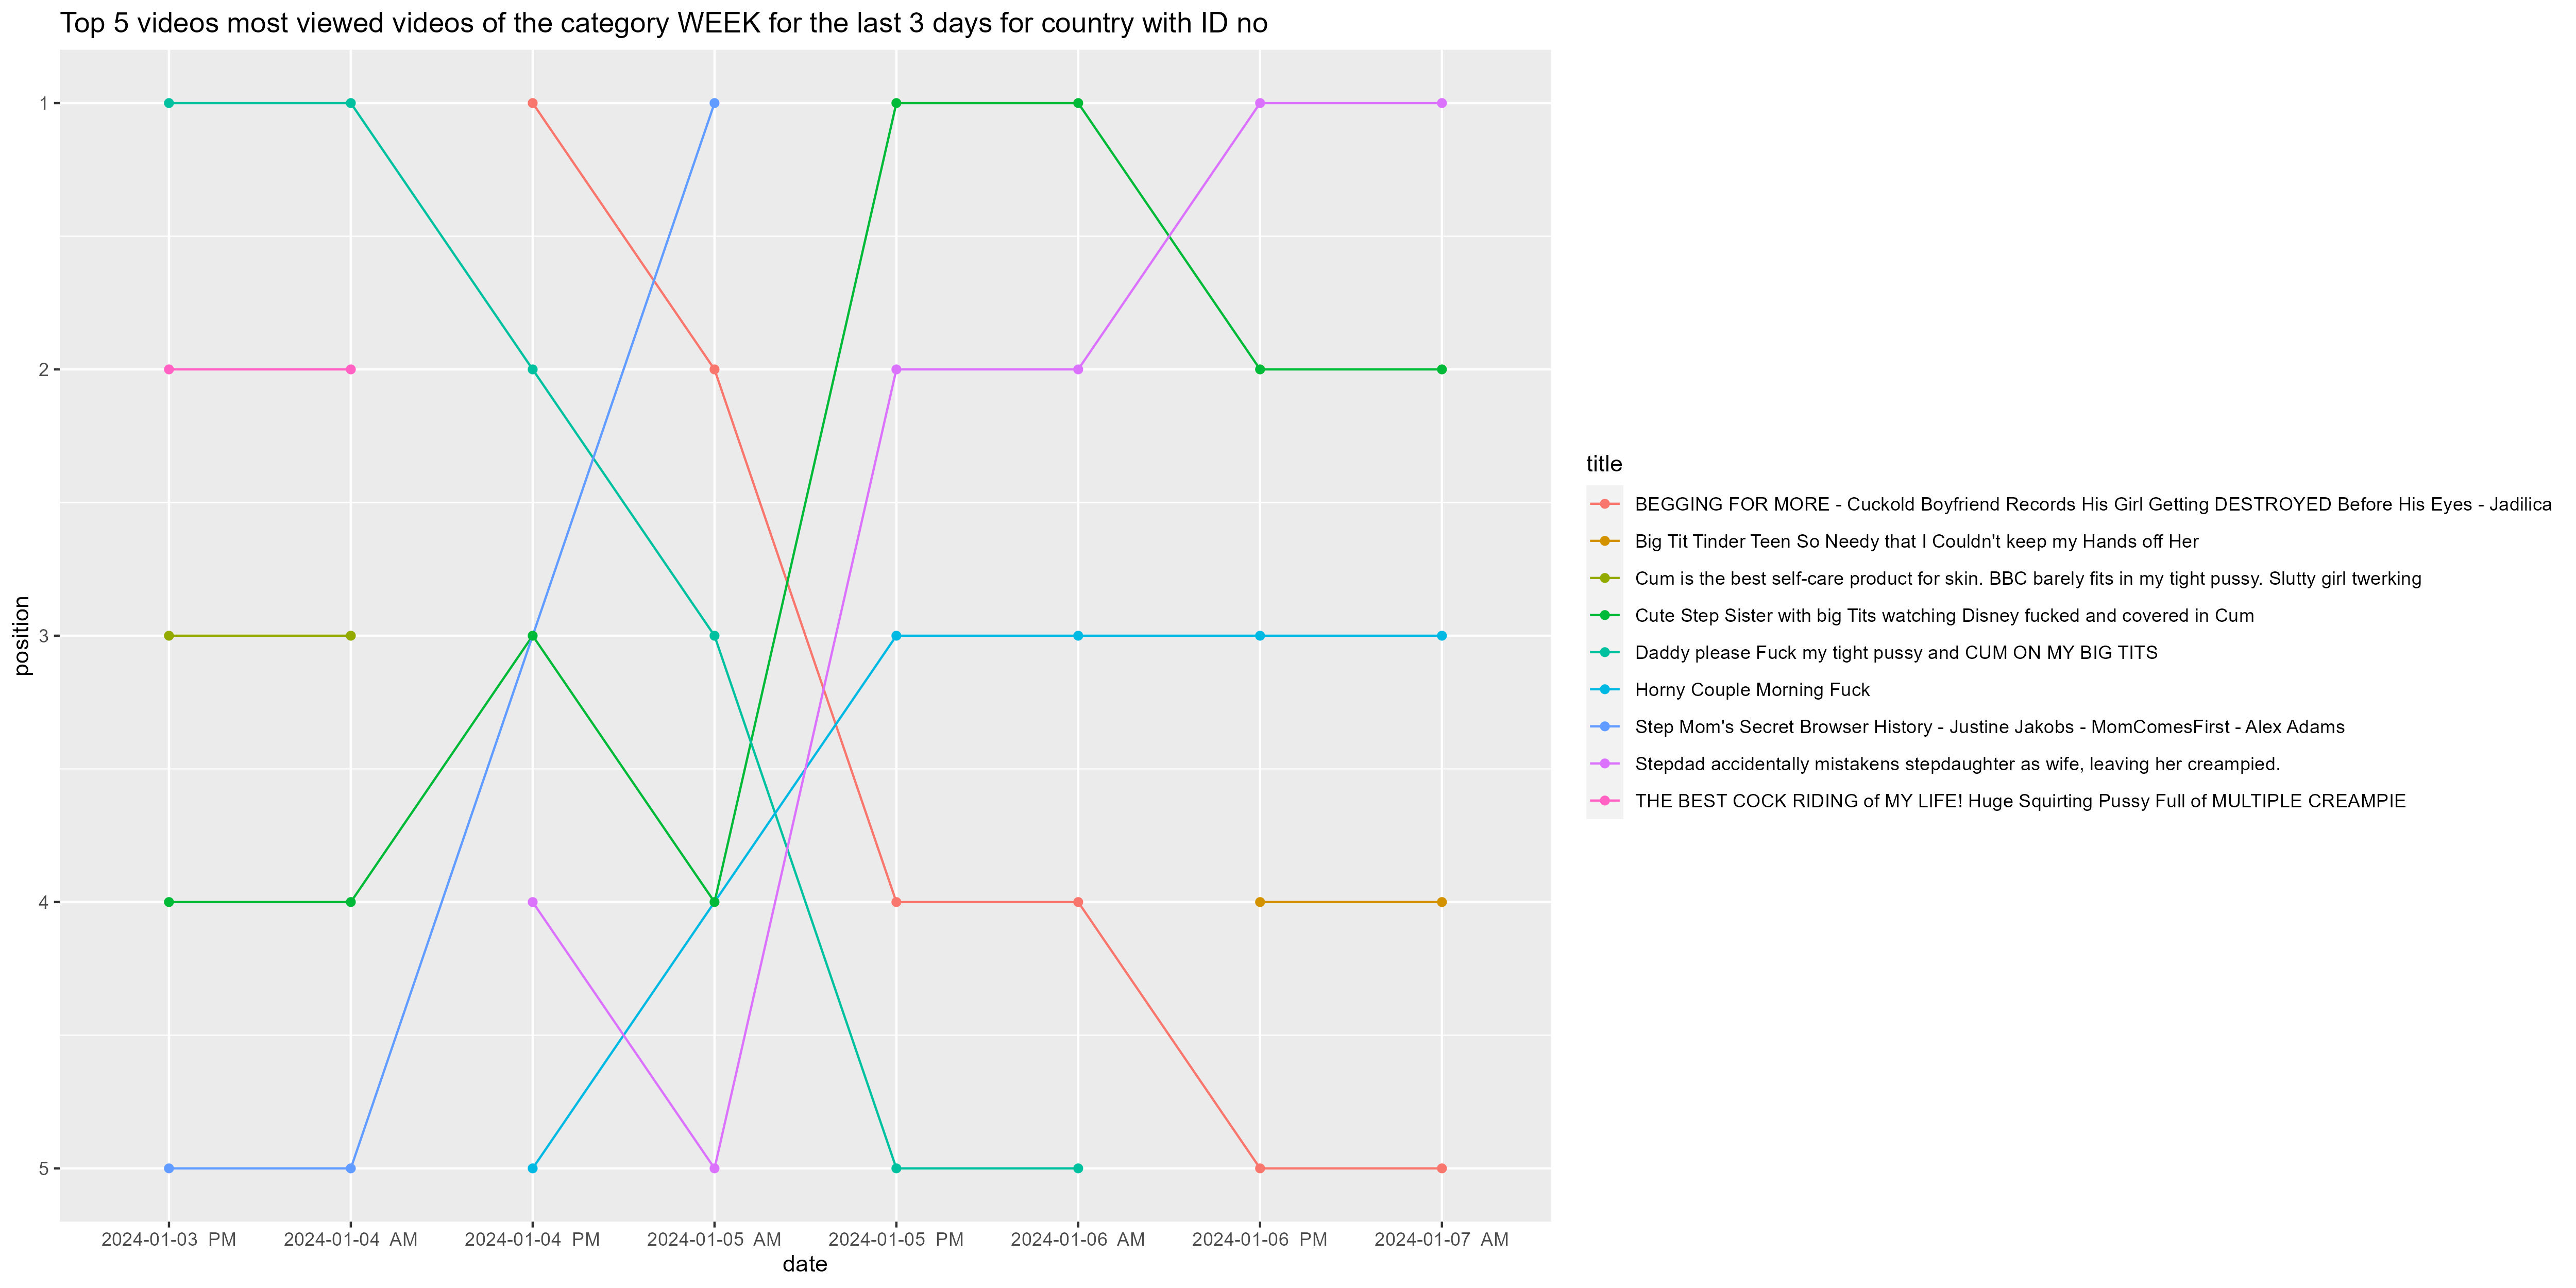 Top 5 videos most viewed videos of the category WEEK for the last 3 days for country with ID no
position
1
2
3
4
5
2024-01-03 PM
2024-01-04 AM
2024-01-04 PM
2024-01-05 AM
2024-01-05 PM
2024-01-06 AM
2024-01-06 PM
2024-01-07 AM
date
title
BEGGING FOR MORE - Cuckold Boyfriend Records His Girl Getting DESTROYED Before His Eyes - Jadilica
Big Tit Tinder Teen So Needy that I Couldn't keep my Hands off Her
Cum is the best self-care product for skin. BBC barely fits in my tight pussy. Slutty girl twerking
Cute Step Sister with big Tits watching Disney fucked and covered in Cum
Daddy please Fuck my tight pussy and CUM ON MY BIG TITS
Horny Couple Morning Fuck
Step Mom's Secret Browser History - Justine Jakobs - MomComesFirst - Alex Adams
Stepdad accidentally mistakens stepdaughter as wife, leaving her creampied.
THE BEST COCK RIDING of MY LIFE! Huge Squirting Pussy Full of MULTIPLE CREAMPIE